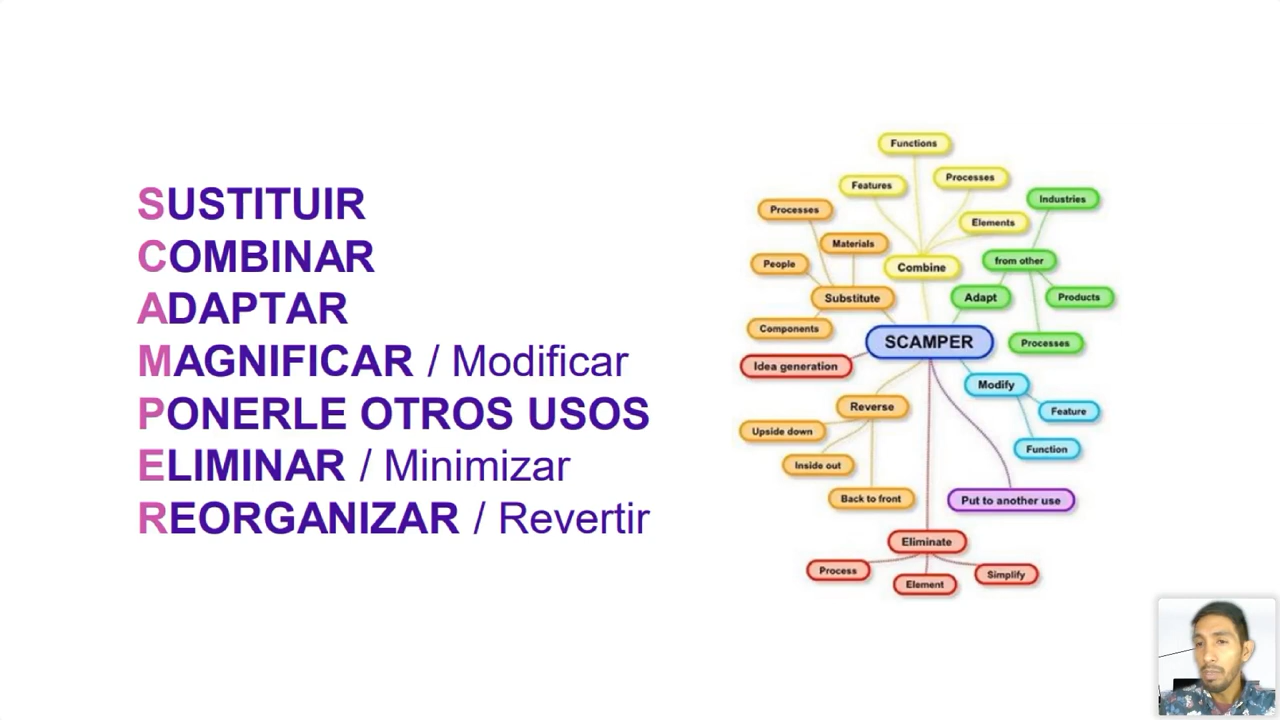 SUSTITUIR
COMBINAR
ADAPTAR
MAGNIFICAR / Modificar
PONERLE OTROS USOS
ELIMINAR / Minimizar
REORGANIZAR / Revertir
Functions
Features
Processes
Elements
Combine
Processes
Materials
People
Substitute
Components
Industries
from other
Adapt
Products
Processes
SCAMPER
Idea generation
Modify
Feature
Function
Reverse
Upside down
Inside out
Back to front
Put to another use
Eliminate
Process
Element
Simplify